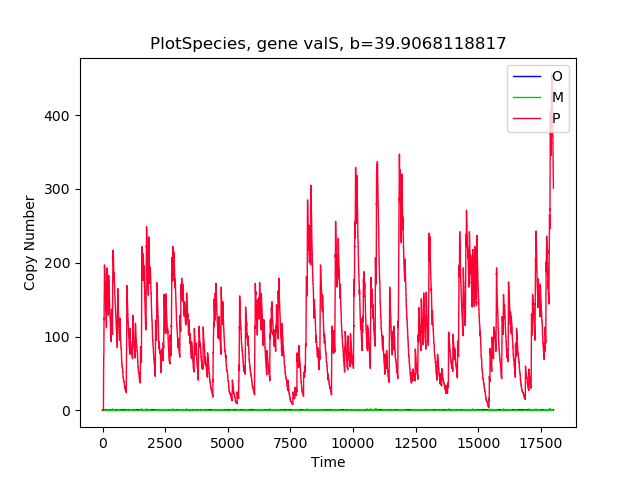 PlotSpecies, gene valS, b=39.9068118817
O
M
P
400
300
200
100
0
Copy Number
0 2500 5000 7500 10000 12500 15000 17500
Time